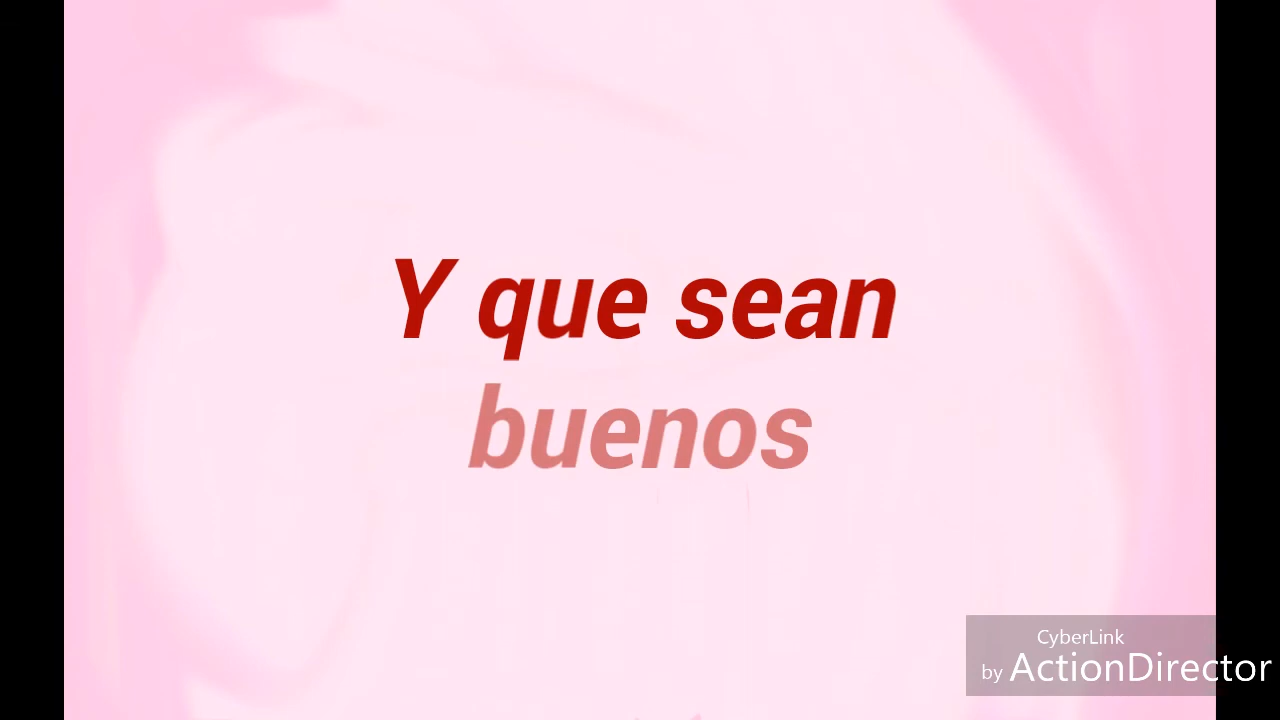 Y que sean
buenos
CyberLink
by ActionDirector